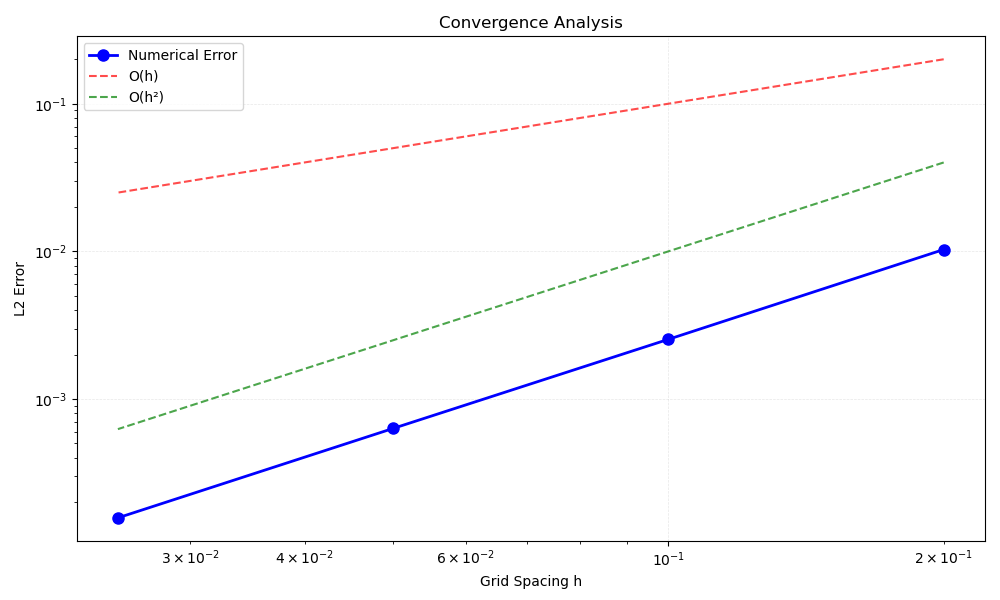 Convergence Analysis
Numerical Error
O(h)
O(h²)
L2 Error
10⁻¹
10⁻²
10⁻³
3 × 10⁻²
4 × 10⁻²
6 × 10⁻²
10⁻¹
2 × 10⁻¹
Grid Spacing h